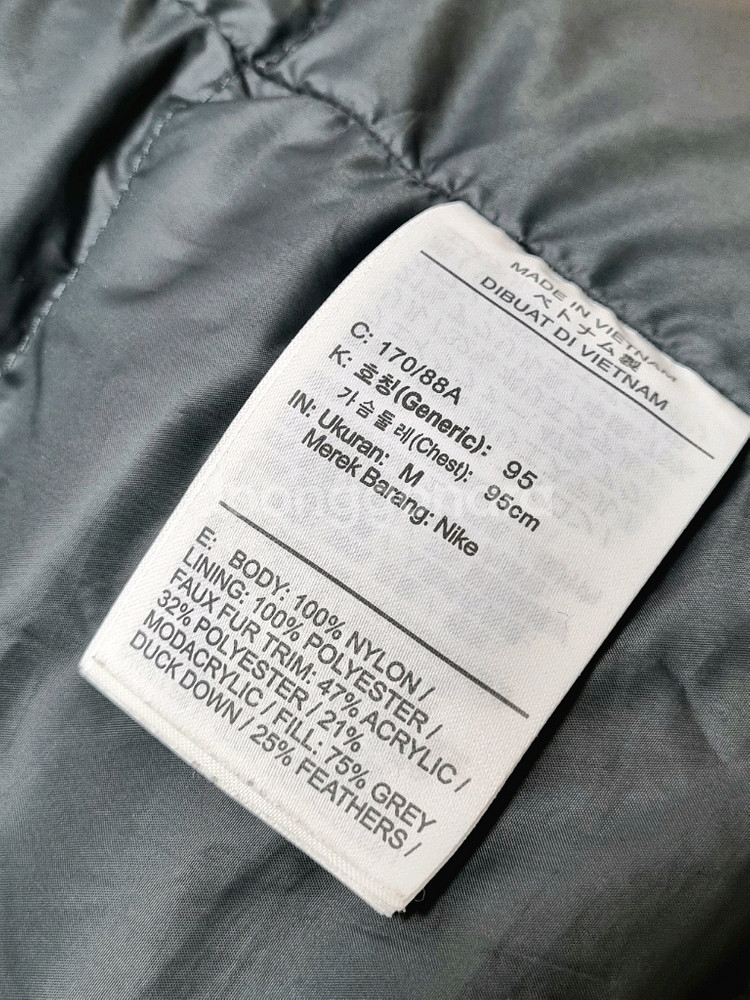 MADE IN VIETNAM
ベトナム製
DIBUAT DI VIETNAM
C: 170/88A
K: 호칭(Generic): 95
가슴둘레(Chest): 95cm
IN: Ukuran: M
Merek Barang: Nike
E. BODY: 100% NYLON /
LINING: 100% POLYESTER /
FAUX FUR TRIM: 47% ACRYLIC /
32% POLYESTER / 21%
MODACRYLIC / FILL: 75% GREY
DUCK DOWN / 25% FEATHERS /